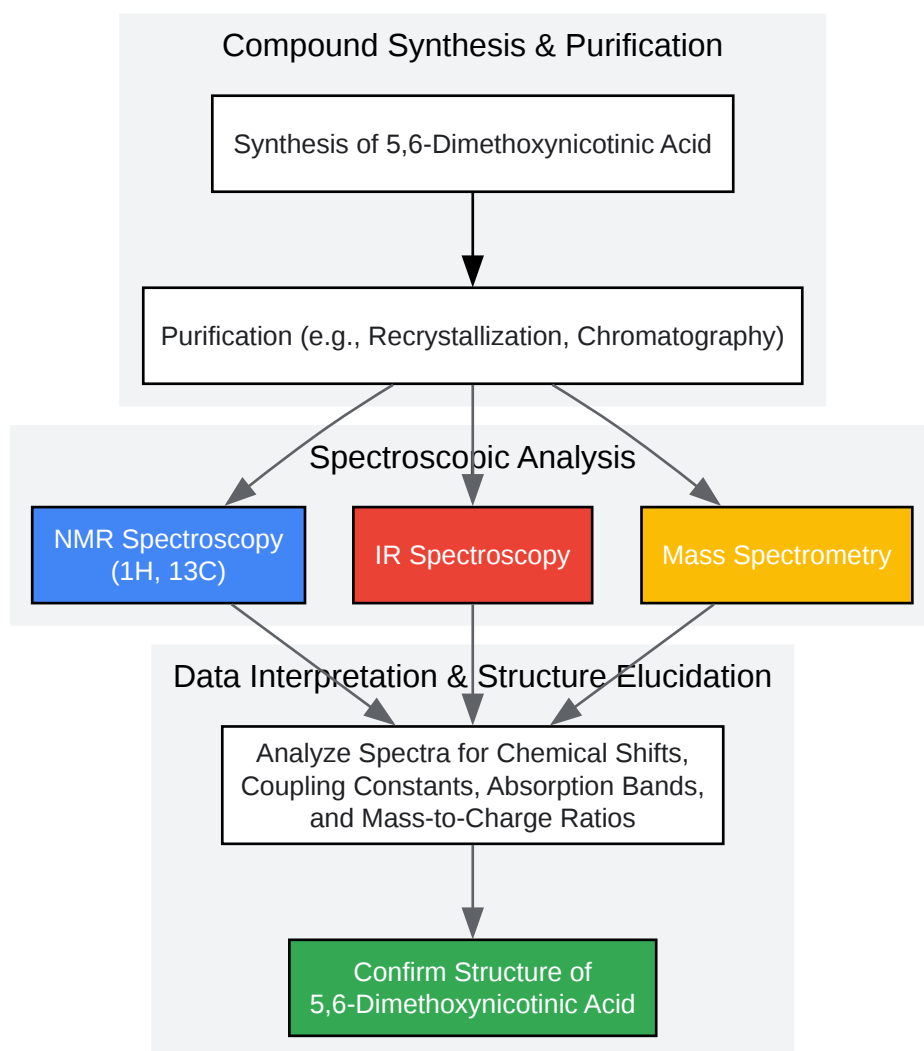 Compound Synthesis & Purification
Synthesis of 5,6-Dimethoxynicotinic Acid
Purification (e.g., Recrystallization, Chromatography)
Spectroscopic Analysis
NMR Spectroscopy
(1H, 13C)
IR Spectroscopy
Mass Spectrometry
Data Interpretation & Structure Elucidation
Analyze Spectra for Chemical Shifts,
Coupling Constants, Absorption Bands,
and Mass-to-Charge Ratios
Confirm Structure of
5,6-Dimethoxynicotinic Acid